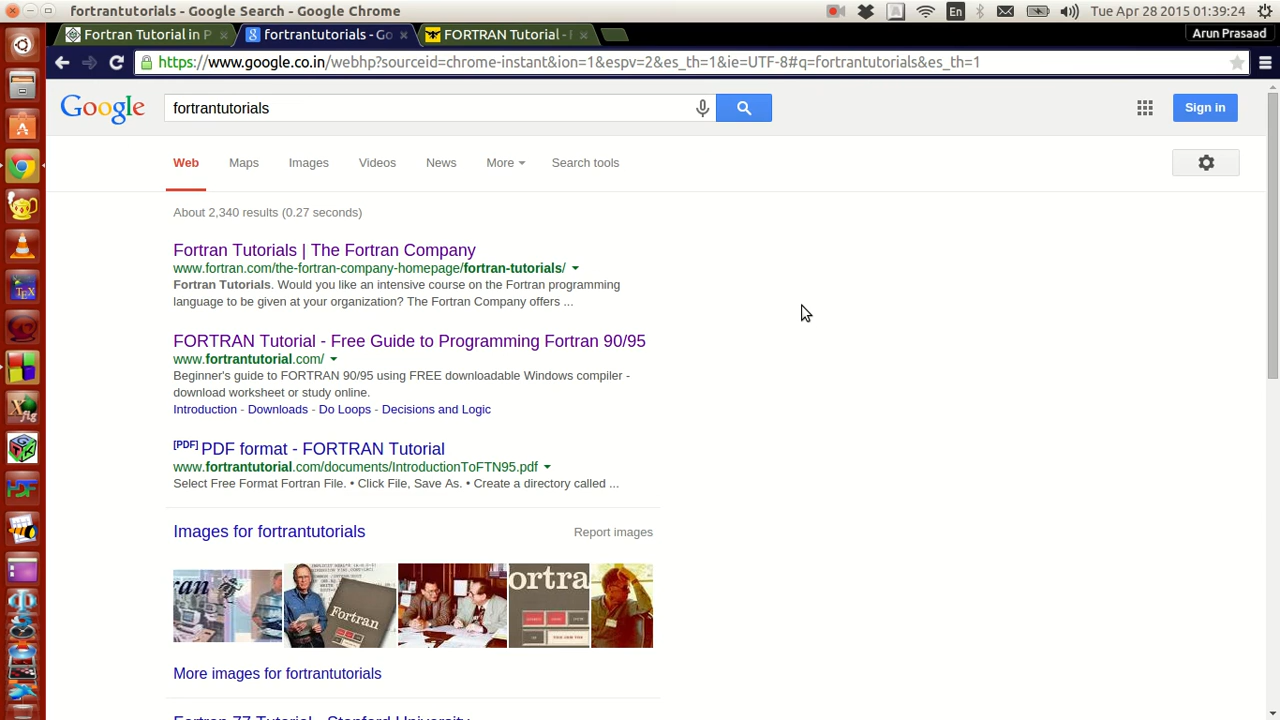 fortrantutorials - Google Search - Google Chrome
En
Tue Apr 28 2015 01:39:24
Fortran Tutorial in P
fortrantutorials - Go
FORTRAN Tutorial - F
Arun Prasaad
https://www.google.co.in/webhp?sourceid=chrome-instant&ion=1&espv=2&es_th=1&ie=UTF-8#q=fortrantutorials&es_th=1
Google
fortrantutorials
Sign in
Web
Maps
Images
Videos
News
More
Search tools
About 2,340 results (0.27 seconds)
Fortran Tutorials | The Fortran Company
www.fortran.com/the-fortran-company-homepage/fortran-tutorials/
Fortran Tutorials. Would you like an intensive course on the Fortran programming
language to be given at your organization? The Fortran Company offers ...
FORTRAN Tutorial - Free Guide to Programming Fortran 90/95
www.fortrantutorial.com/
Beginner's guide to FORTRAN 90/95 using FREE downloadable Windows compiler -
download worksheet or study online.
Introduction - Downloads - Do Loops - Decisions and Logic
[PDF] PDF format - FORTRAN Tutorial
www.fortrantutorial.com/documents/IntroductionToFTN95.pdf
Select Free Format Fortran File. • Click File, Save As. • Create a directory called ...
Images for fortrantutorials
Report images
Fortran
ortra
More images for fortrantutorials
Fortran 77 Tutorial - Stanford University